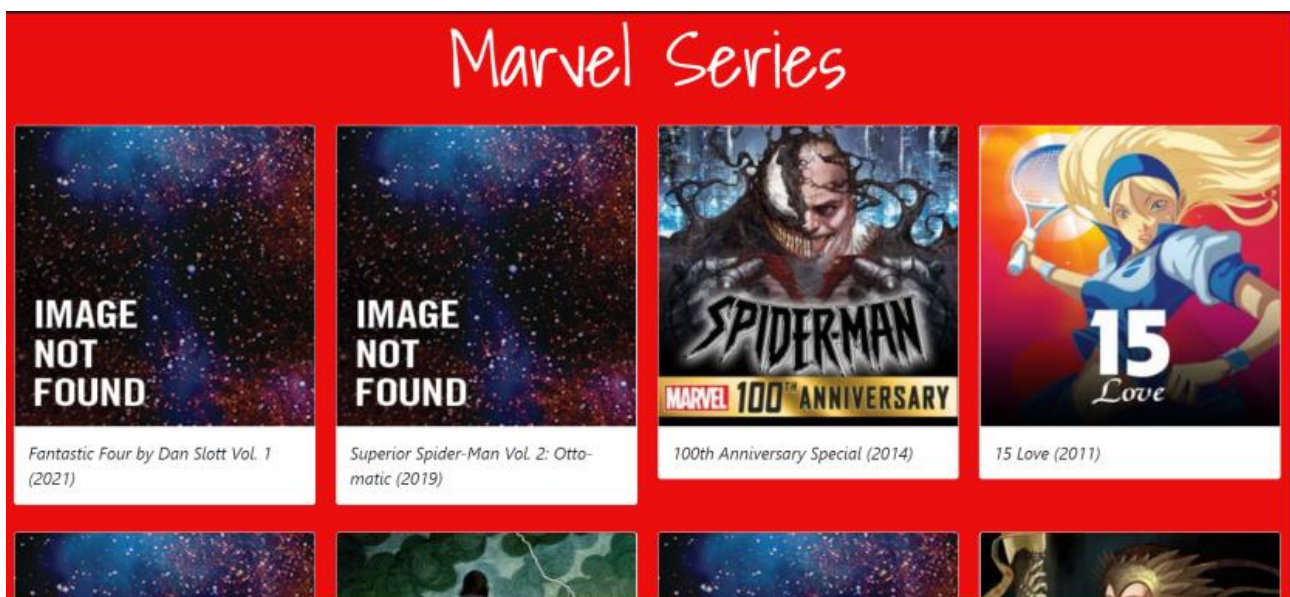 Marvel Series
IMAGE
NOT
FOUND
Fantastic Four by Dan Slott Vol. 1
(2021)
IMAGE
NOT
FOUND
Superior Spider-Man Vol. 2: Otto-
matic (2019)
SPIDER-MAN
MARVEL 100TH ANNIVERSARY
100th Anniversary Special (2014)
15
Love
15 Love (2011)